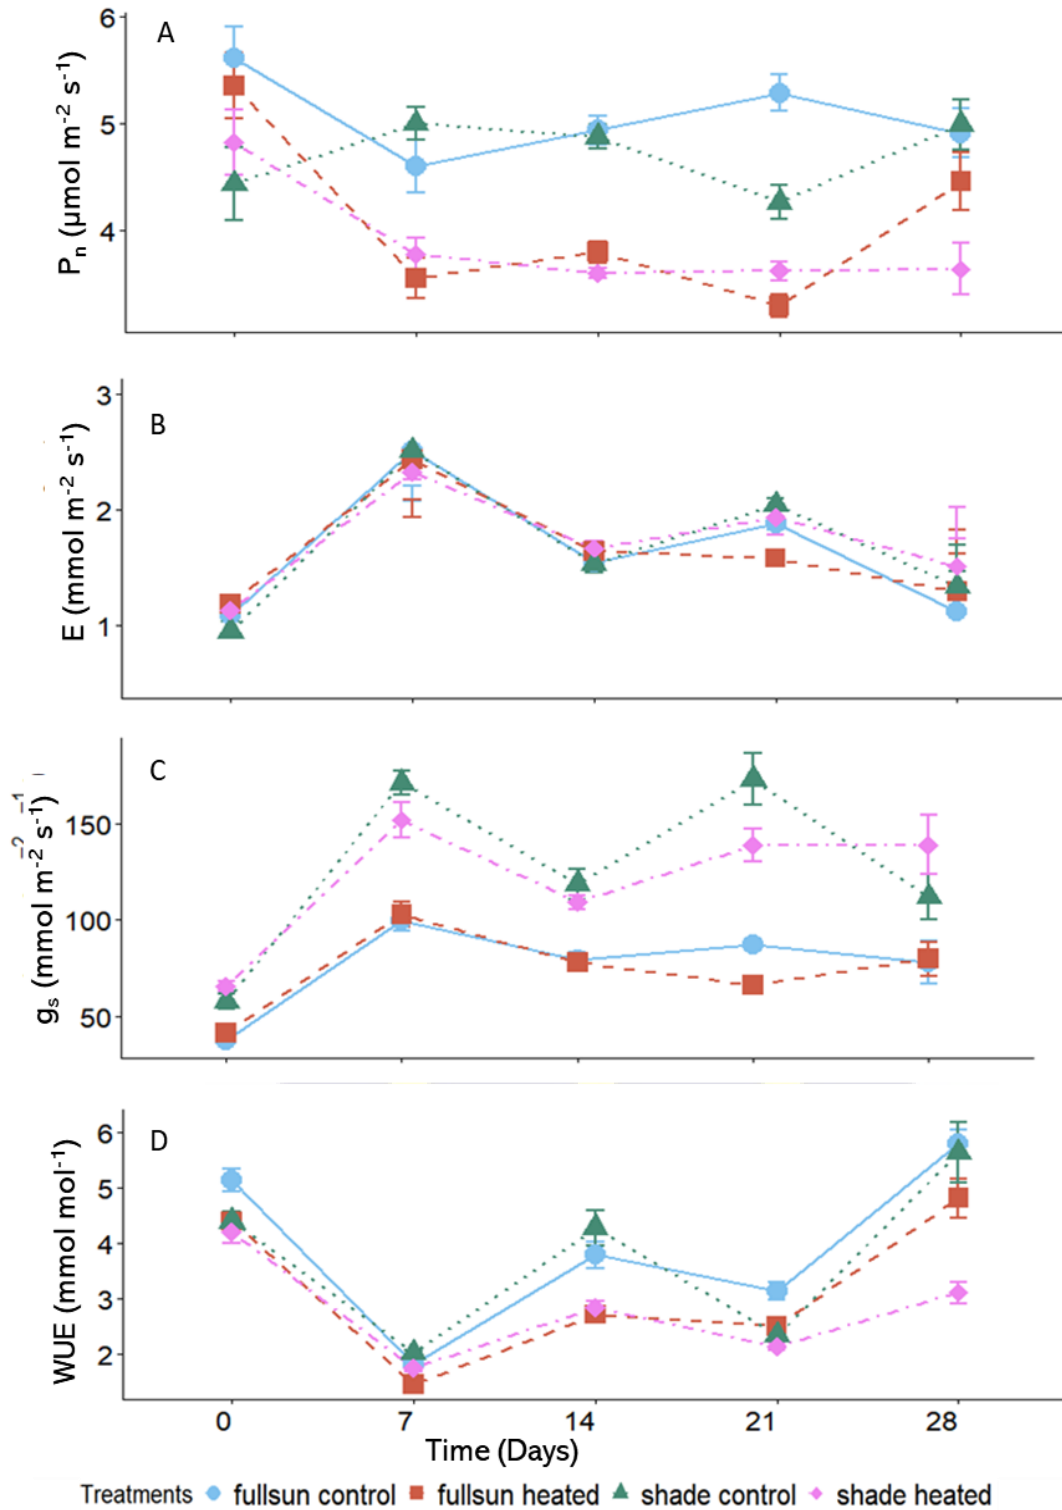 A
6
5
4
Pn (µmol m-2 s-1)
B
3
2
1
E (mmol m-2 s-1)
C
150
100
50
gs (mmol m-2 s-1)
−2 −1
D
6
5
4
3
2
WUE (mmol mol-1)
0 7 14 21 28
Time (Days)
Treatments fullsun control fullsun heated shade control shade heated